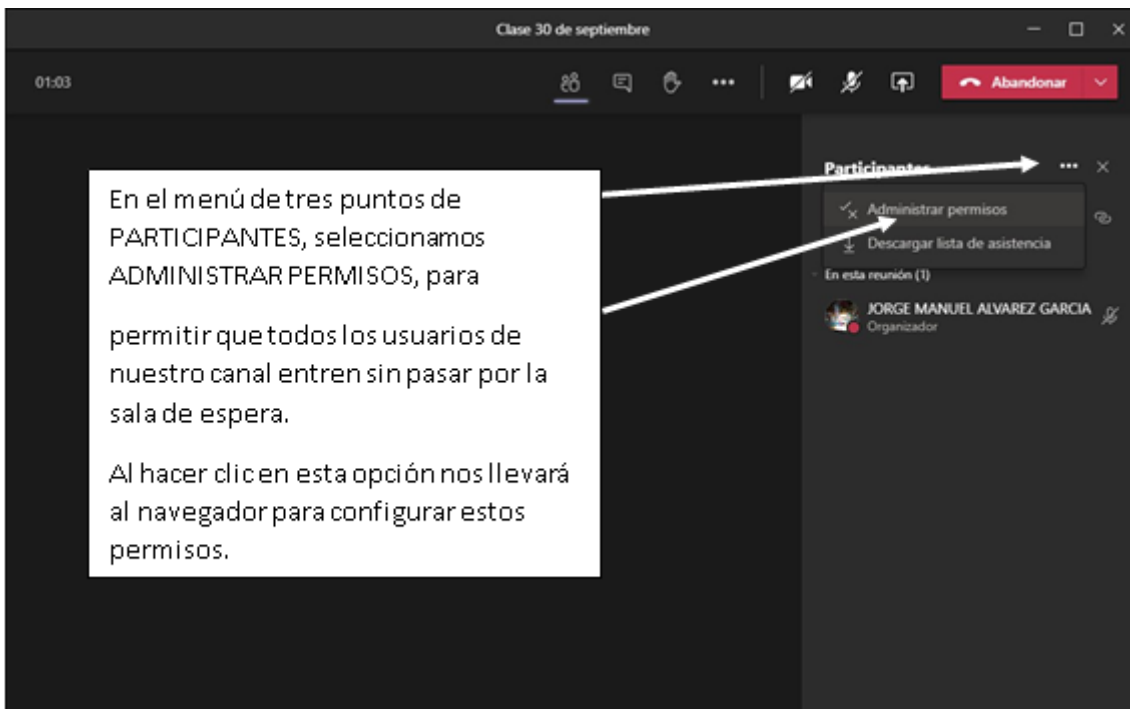 Clase 30 de septiembre
01:03
Abandonar
En el menú de tres puntos de
PARTICIPANTES, seleccionamos
ADMINISTRAR PERMISOS, para
permitir que todos los usuarios de
nuestro canal entren sin pasar por la
sala de espera.
Al hacer clic en esta opción nos llevará
al navegador para configurar estos
permisos.
Participantes
Administrar permisos
Descargar lista de asistencia
En esta reunión (1)
JORGE MANUEL ALVAREZ GARCIA
Organizador